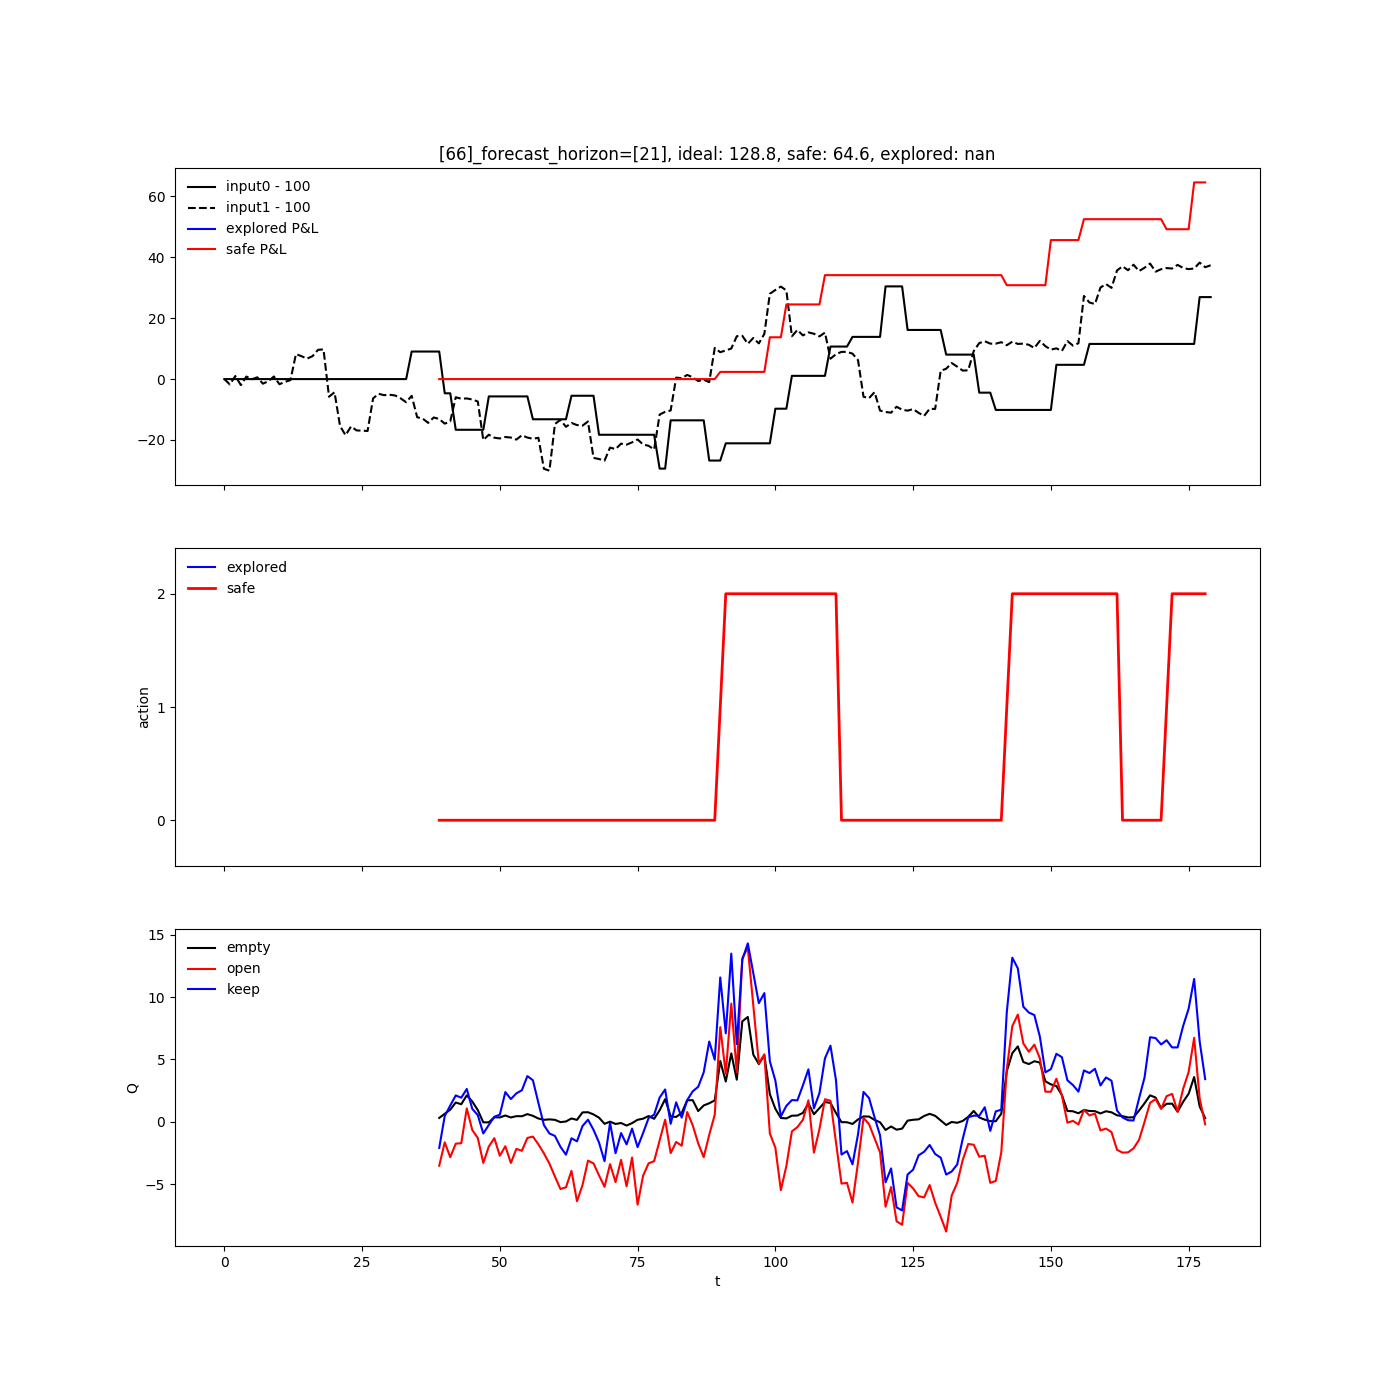 [66]_forecast_horizon=[21], ideal: 128.8, safe: 64.6, explored: nan
input0 - 100
input1 - 100
explored P&L
safe P&L
60
40
20
0
−20
explored
safe
2
1
0
action
empty
open
keep
15
10
5
0
−5
Q
0 25 50 75 100 125 150 175
t